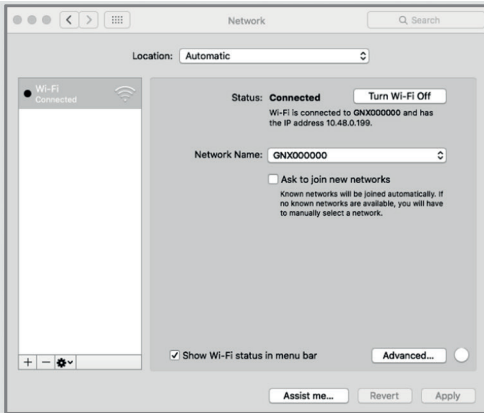 Network
Search
Location: Automatic
Wi-Fi
Connected
Status: Connected
Turn Wi-Fi Off
Wi-Fi is connected to GNX000000 and has
the IP address 10.48.0.199.
Network Name: GNX000000
Ask to join new networks
Known networks will be joined automatically. If
no known networks are available, you will have
to manually select a network.
Show Wi-Fi status in menu bar
Advanced...
Assist me...
Revert
Apply